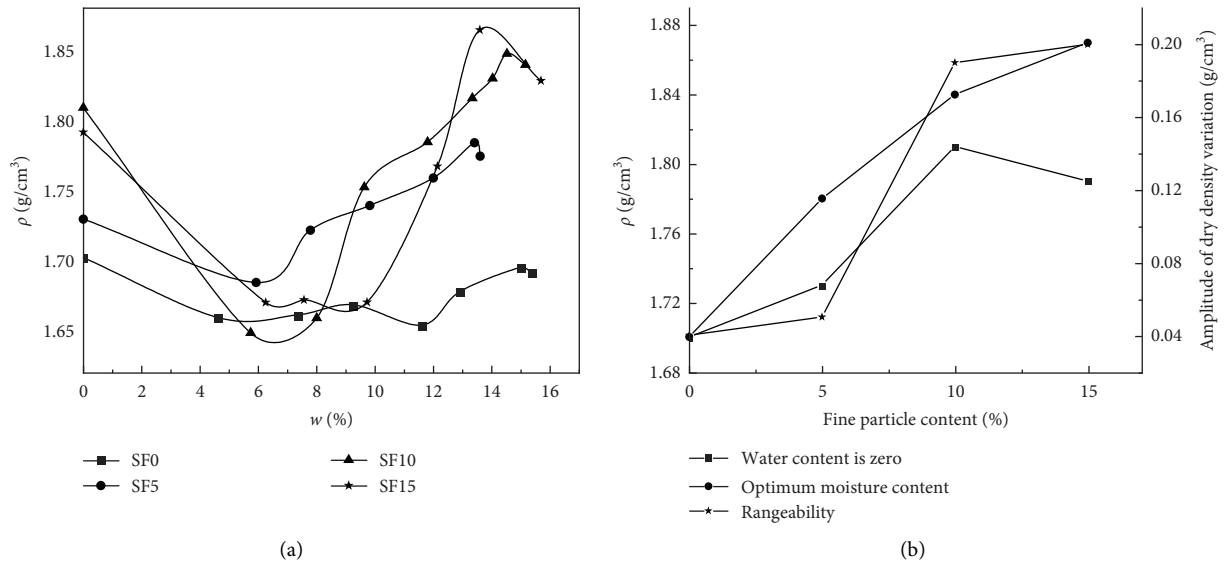 1.85
1.80
1.75
1.70
1.65
ρ (g/cm³)
0 2 4 6 8 10 12 14 16
w (%)
SF0 SF10
SF5 SF15
(a)
1.88
1.84
1.80
1.76
1.72
1.68
ρ (g/cm³)
0.20
0.16
0.12
0.08
0.04
Amplitude of dry density variation (g/cm³)
0 5 10 15
Fine particle content (%)
Water content is zero
Optimum moisture content
Rangeability
(b)